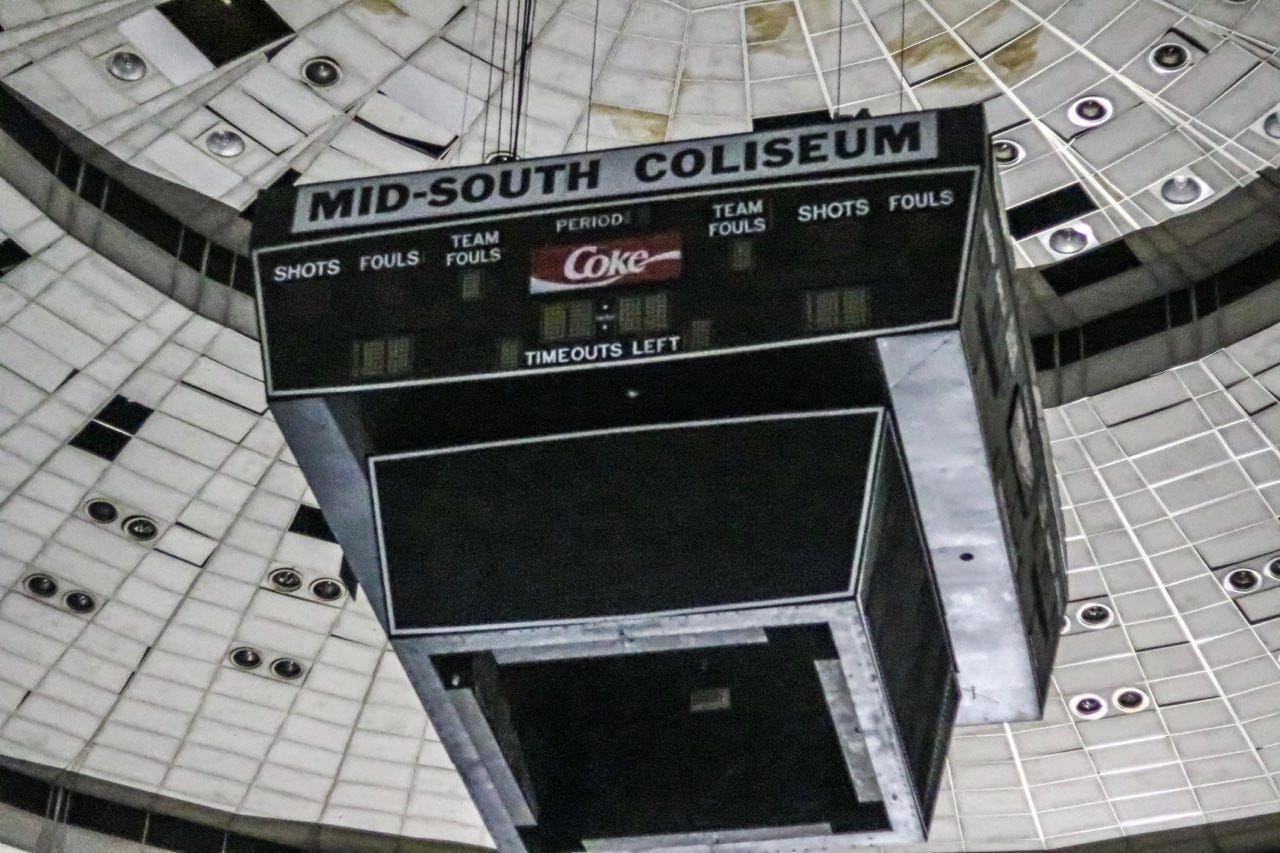 MID-SOUTH COLISEUM
SHOTS FOULS TEAM FOULS PERIOD TEAM FOULS SHOTS FOULS
Coke
TIMEOUTS LEFT